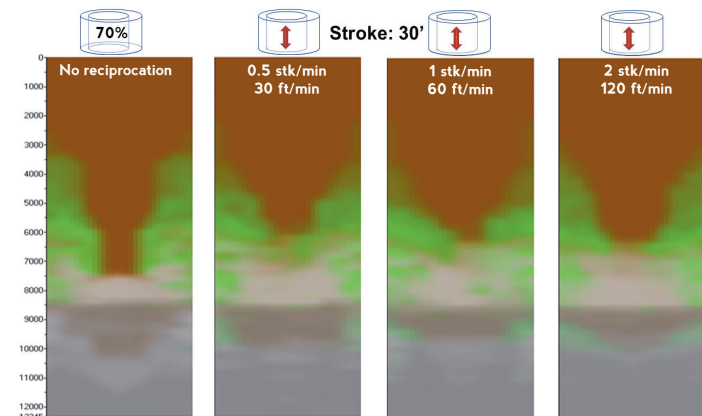 70%
Stroke: 30'
No reciprocation
0.5 stk/min
30 ft/min
1 stk/min
60 ft/min
2 stk/min
120 ft/min
0
1000
2000
3000
4000
5000
6000
7000
8000
9000
10000
11000
12000